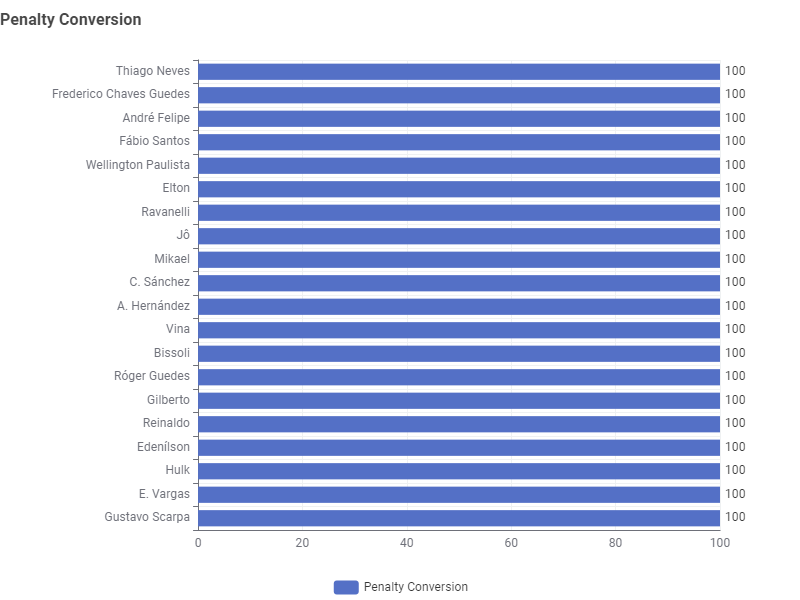 Penalty Conversion
Thiago Neves 100
Frederico Chaves Guedes 100
André Felipe 100
Fábio Santos 100
Wellington Paulista 100
Elton 100
Ravanelli 100
Jô 100
Mikael 100
C. Sánchez 100
A. Hernández 100
Vina 100
Bissoli 100
Róger Guedes 100
Gilberto 100
Reinaldo 100
Edenílson 100
Hulk 100
E. Vargas 100
Gustavo Scarpa 100
0 20 40 60 80 100
Penalty Conversion